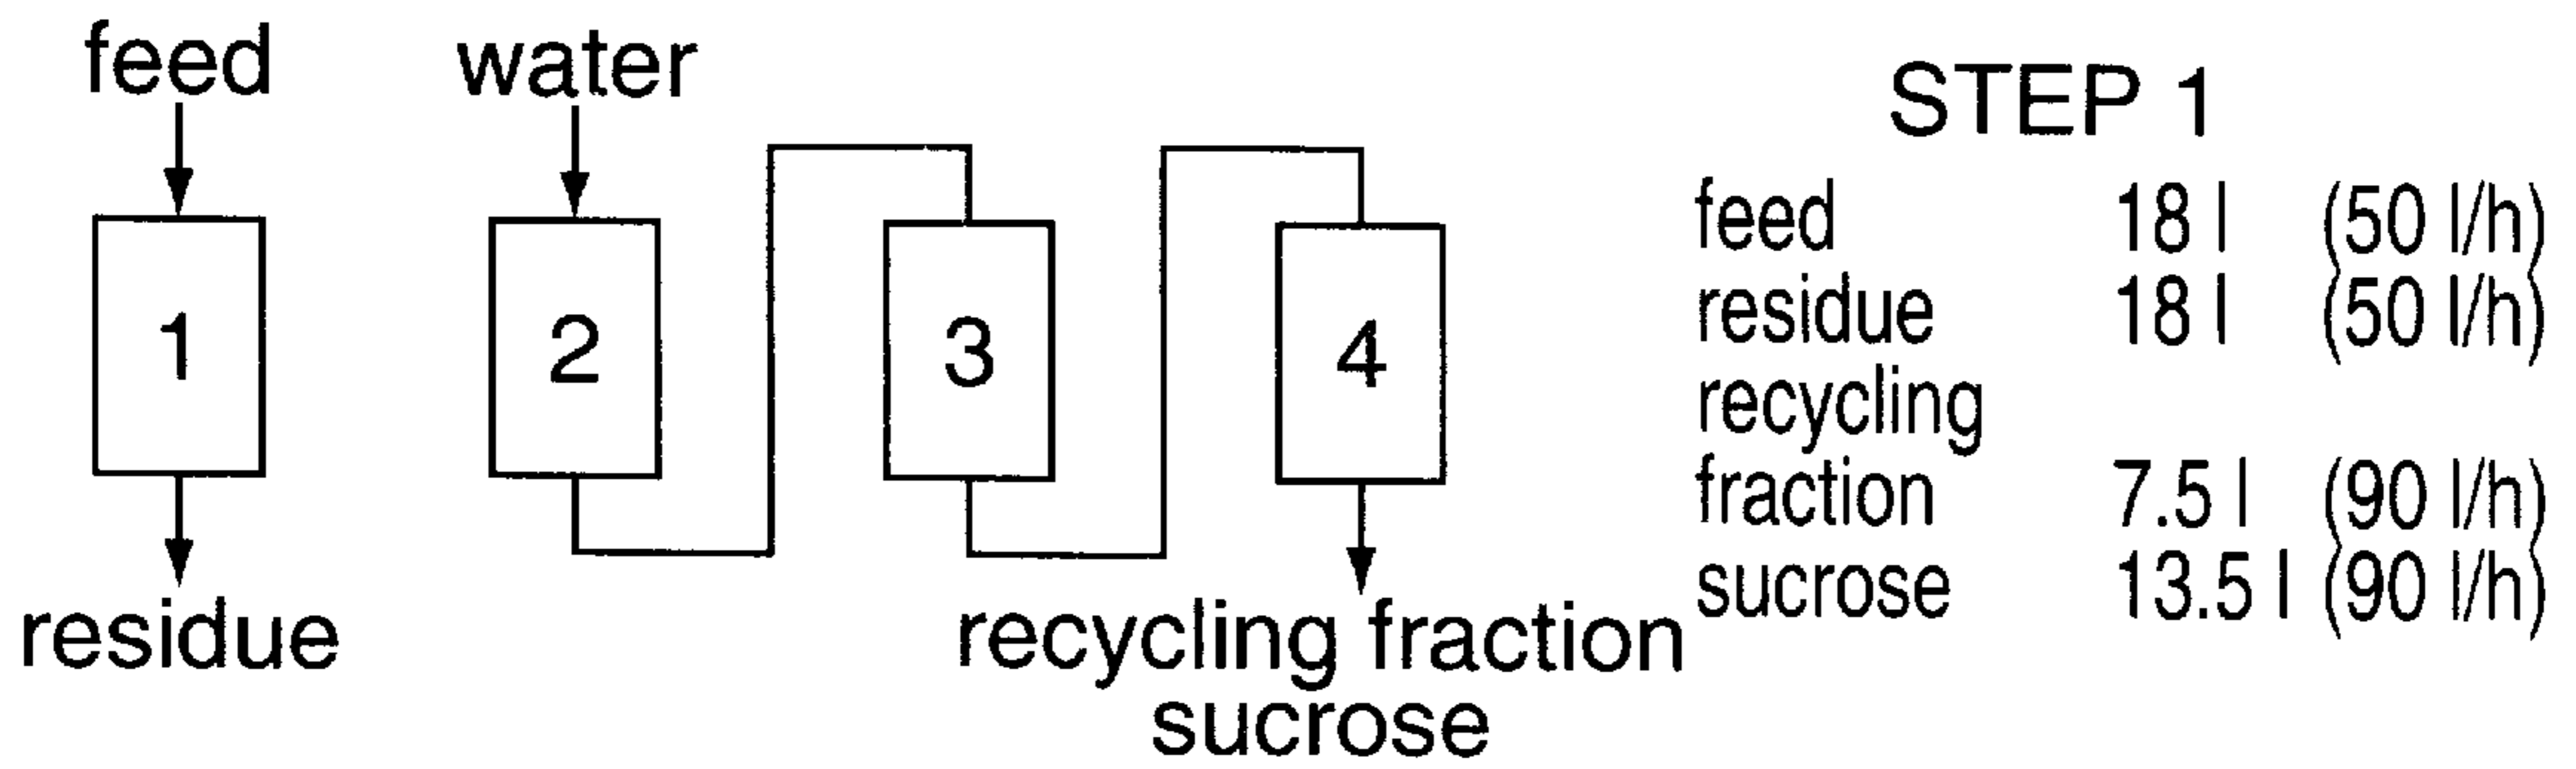 feed
water
1
2
3
4
residue
recycling fraction
sucrose
STEP 1
feed 18 l (50 l/h)
residue 18 l (50 l/h)
recycling
fraction 7.5 l (90 l/h)
sucrose 13.5 l (90 l/h)